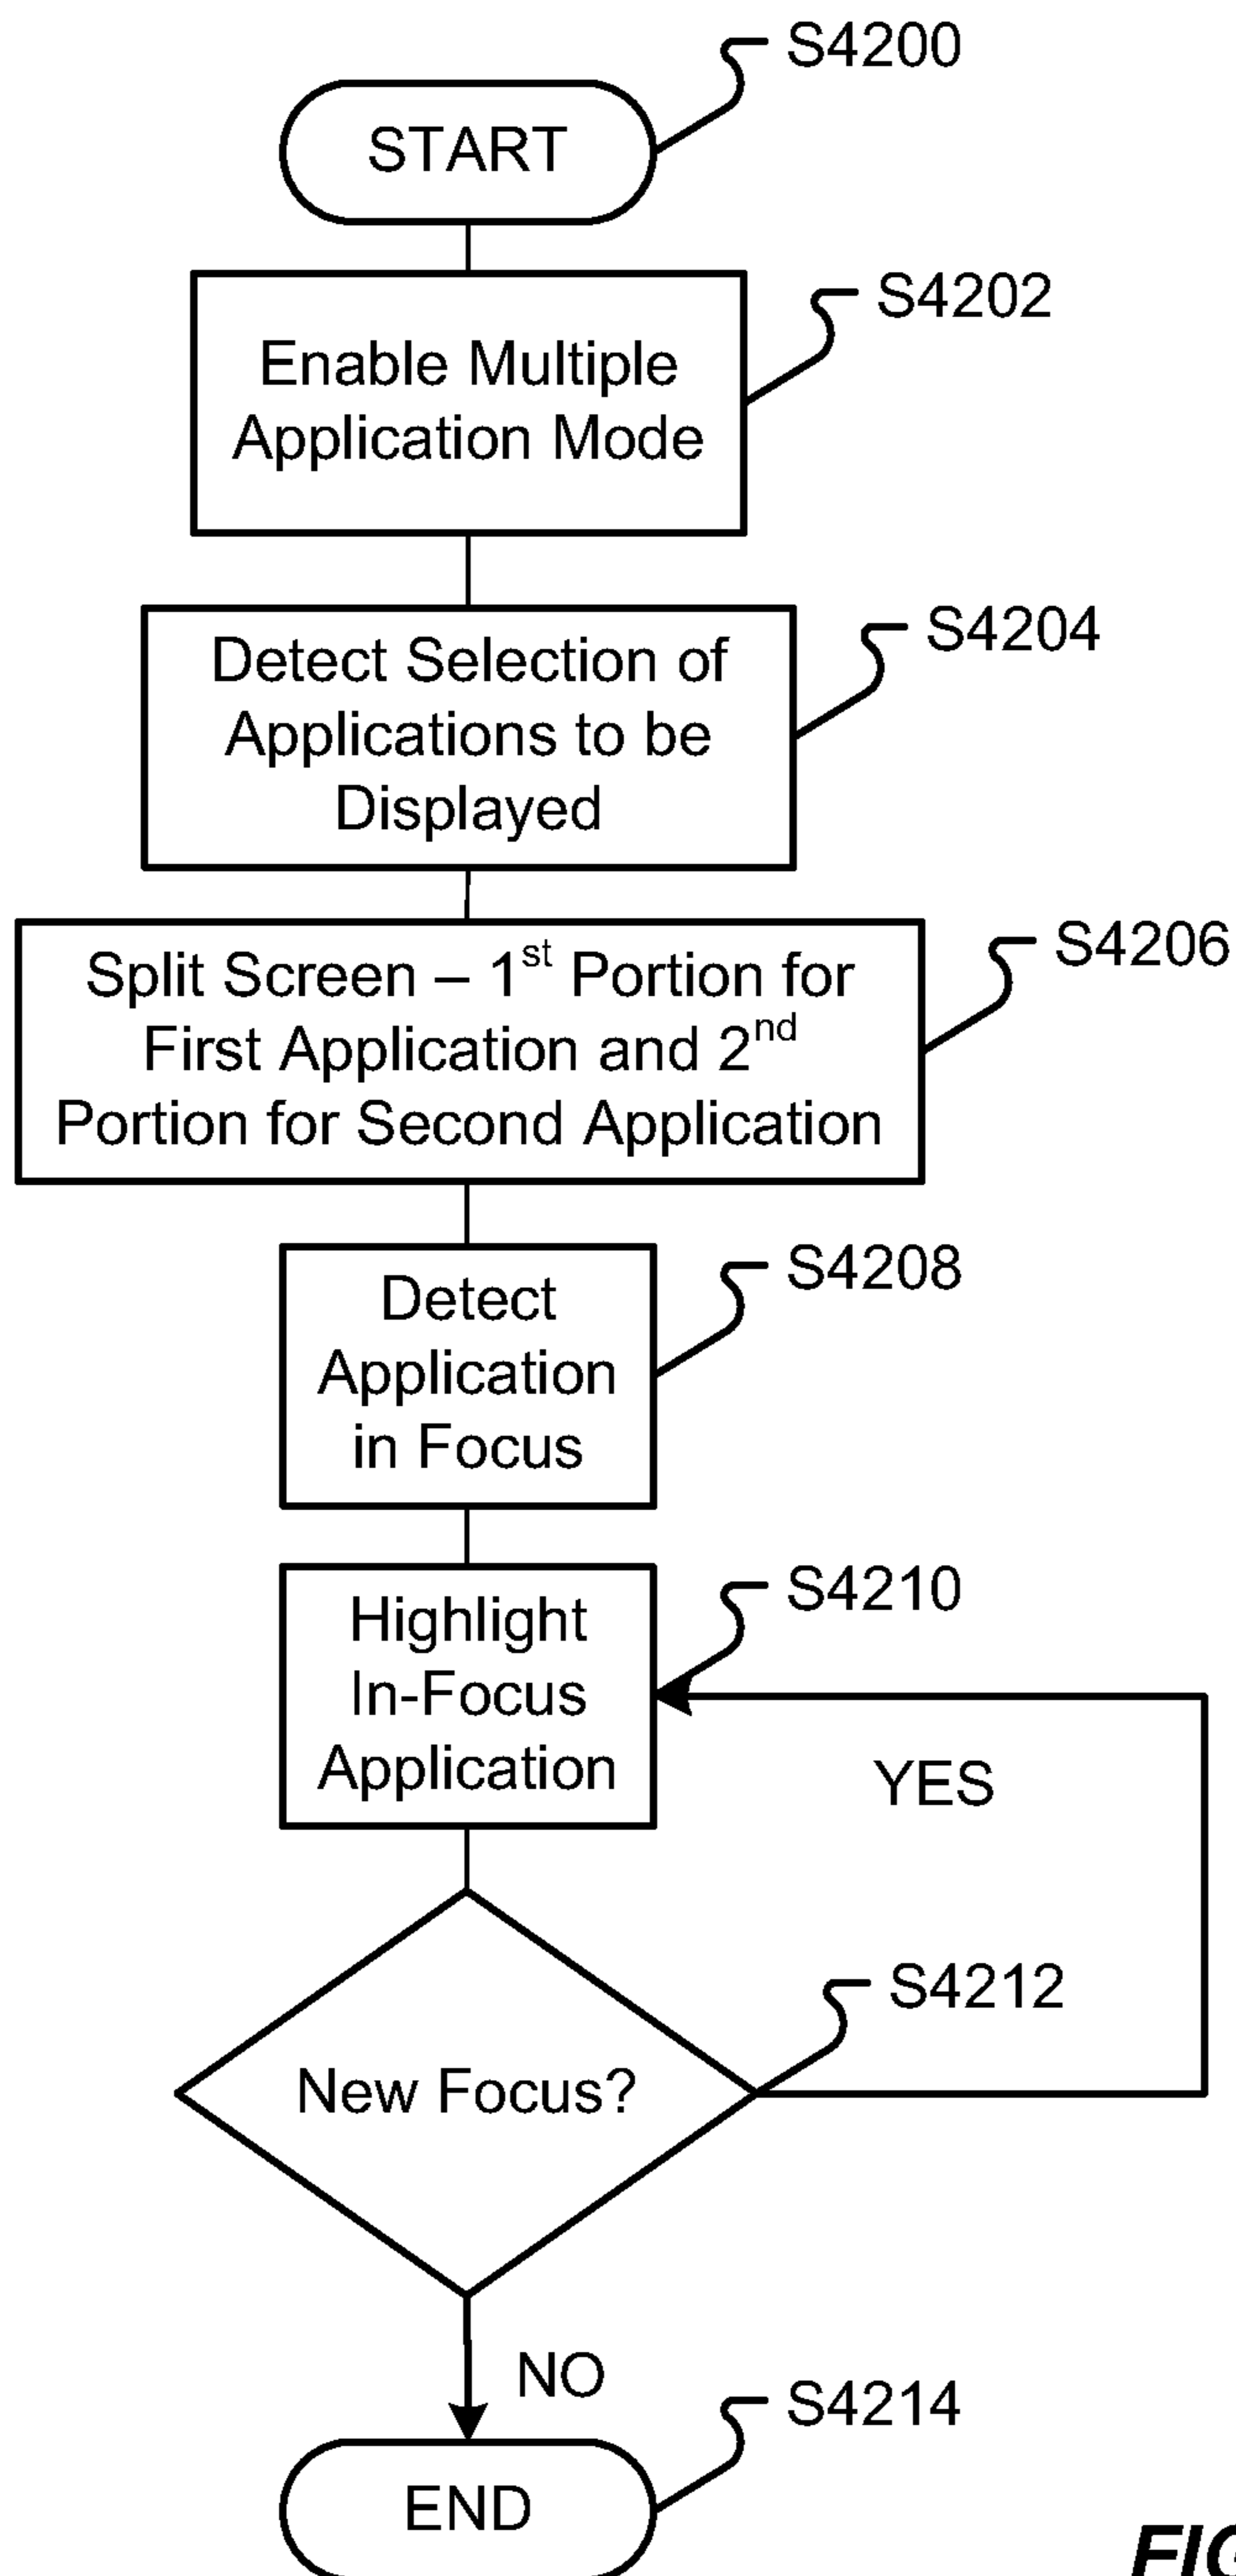 S4200
START
S4202
Enable Multiple
Application Mode
S4204
Detect Selection of
Applications to be
Displayed
S4206
Split Screen – 1st Portion for
First Application and 2nd
Portion for Second Application
S4208
Detect
Application
in Focus
S4210
Highlight
In-Focus
Application
YES
S4212
New Focus?
NO
S4214
END